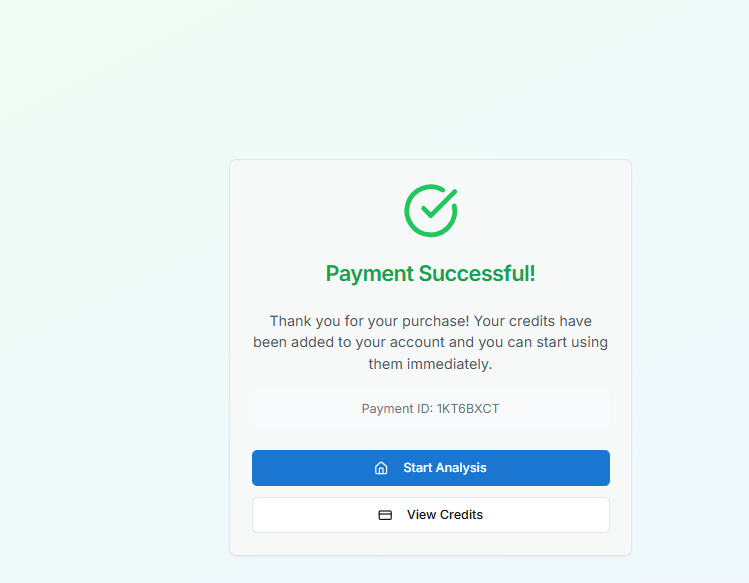 Payment Successful!
Thank you for your purchase! Your credits have
been added to your account and you can start using
them immediately.
Payment ID: 1KT6BXCT
Start Analysis
View Credits